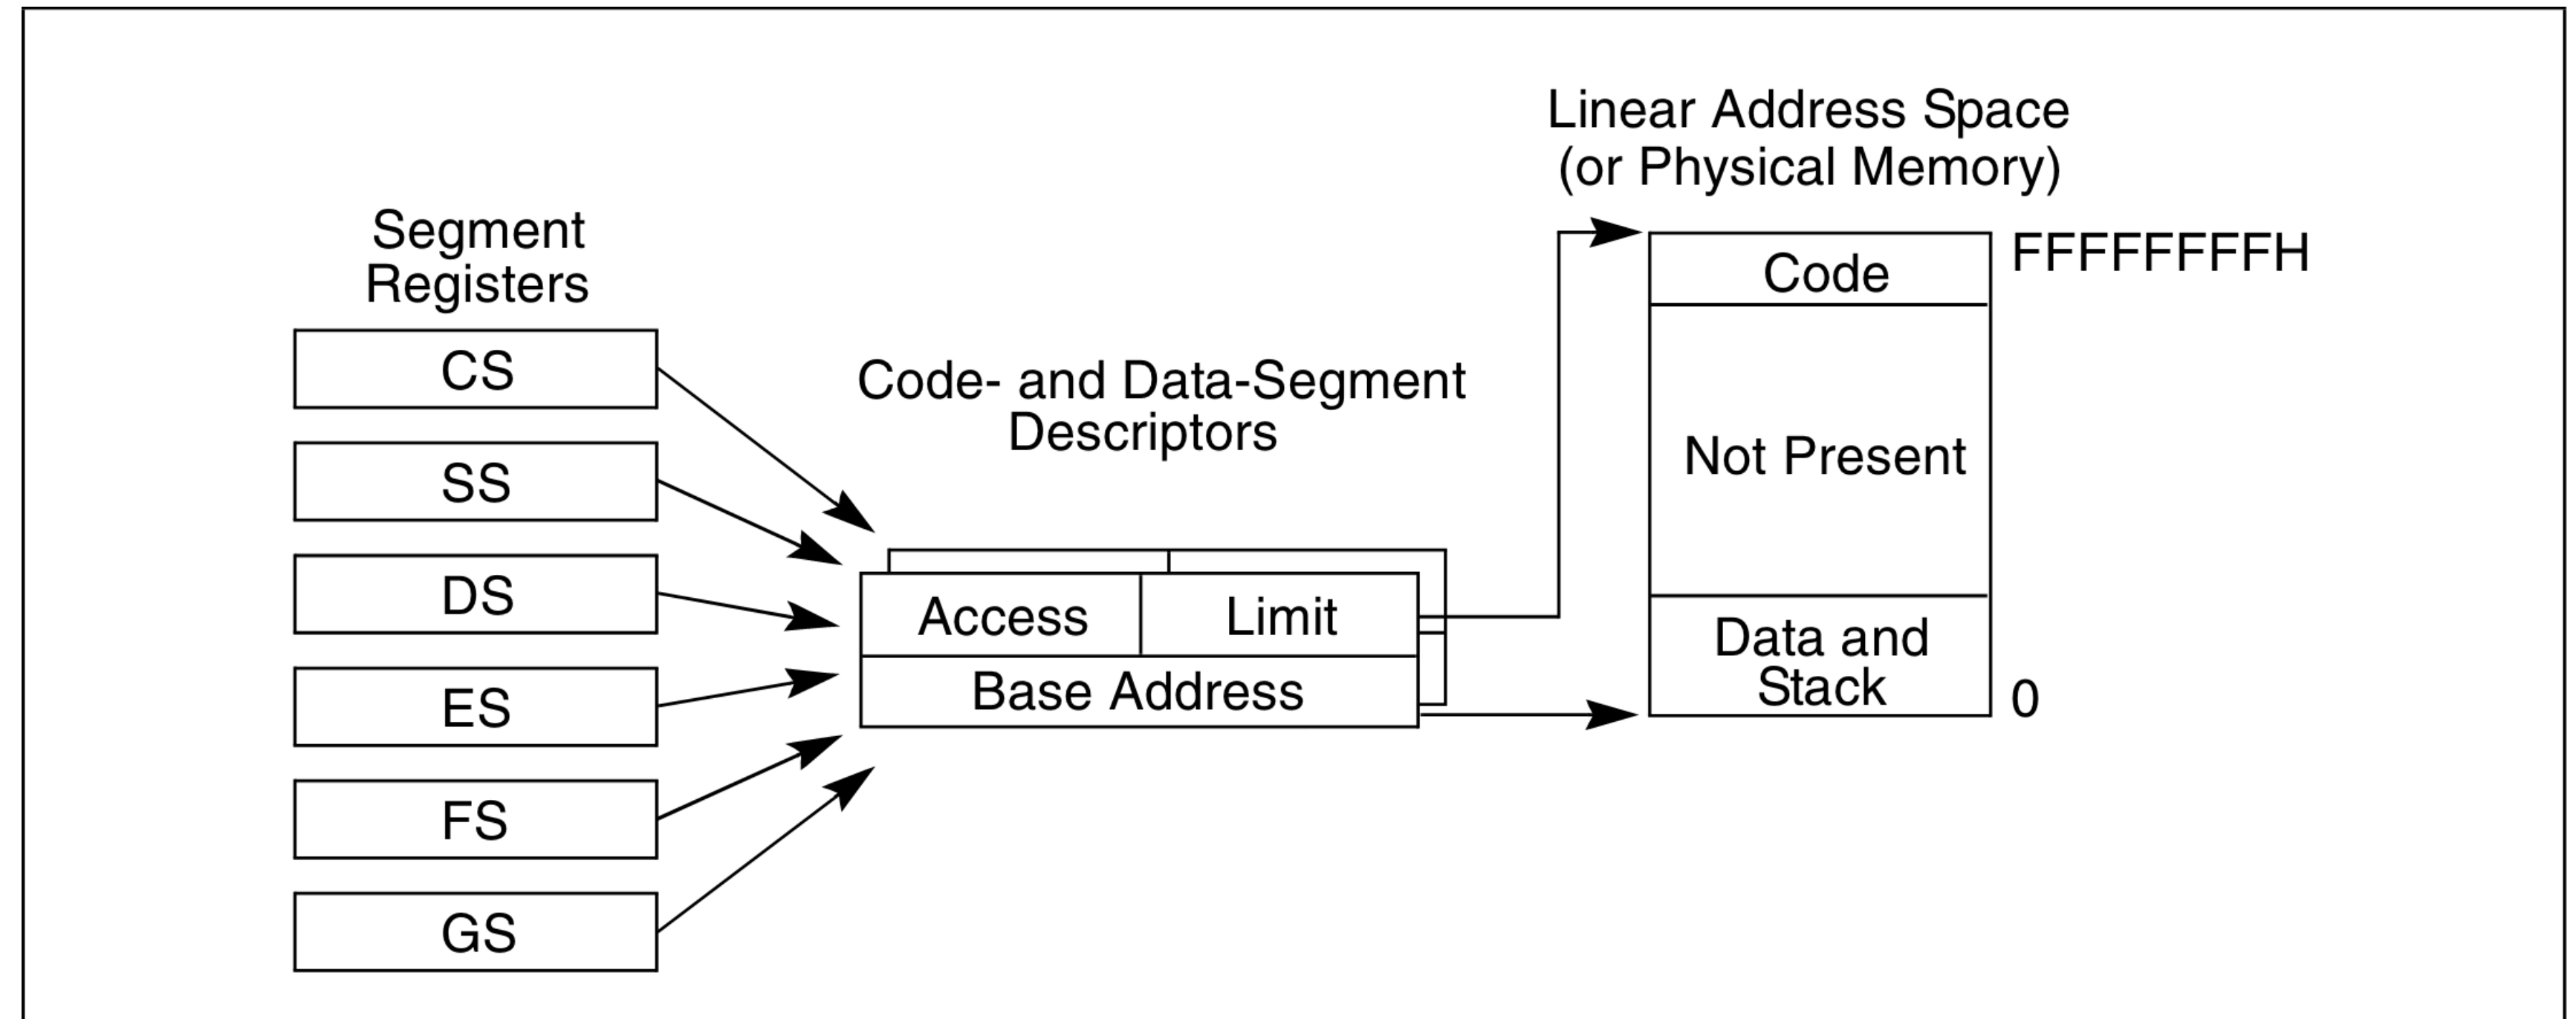 Linear Address Space
(or Physical Memory)
Segment
Registers
CS
SS
DS
ES
FS
GS
Code- and Data-Segment
Descriptors
Access
Limit
Base Address
Code
FFFFFFFFH
Not Present
Data and
Stack
0